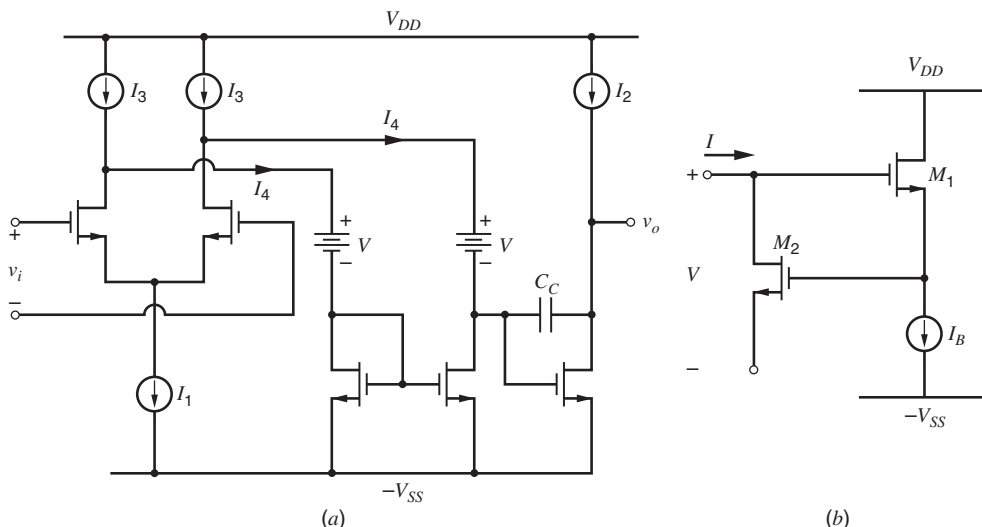 V_DD
I_3
I_3
I_2
I_4
I_4
+
v_i
−
+
V
−
+
V
−
C_C
v_o
I_1
−V_SS
(a)
V_DD
I
+
M_1
M_2
V
I_B
−
−V_SS
(b)